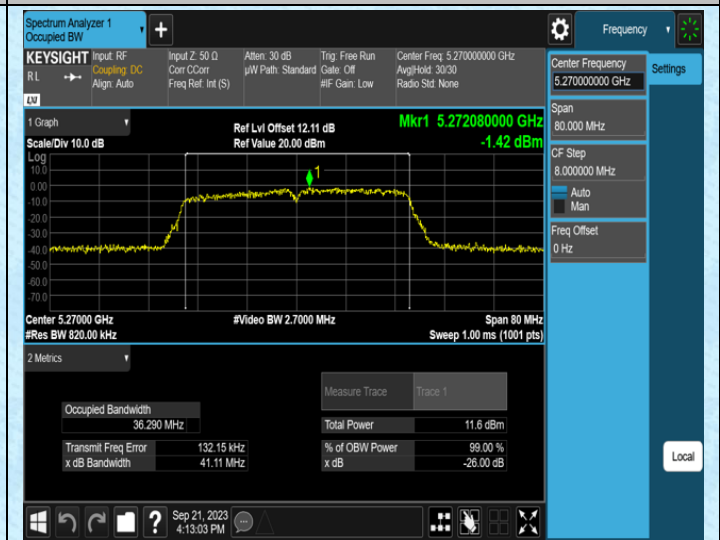 Spectrum Analyzer 1
Occupied BW
Frequency
KEYSIGHT
RL
LXI
Input: RF
Coupling: DC
Align: Auto
Input Z: 50 Ω
Corr CCorr
Freq Ref: Int (S)
Atten: 30 dB
µW Path: Standard
Trig: Free Run
Gate: Off
#IF Gain: Low
Center Freq: 5.270000000 GHz
Avg|Hold: 30/30
Radio Std: None
1 Graph
Scale/Div 10.0 dB
Ref Lvl Offset 12.11 dB
Ref Value 20.00 dBm
Mkr1 5.272080000 GHz
-1.42 dBm
Log
10.0
0.00
-10.0
-20.0
-30.0
-40.0
-50.0
-60.0
-70.0
1
Center 5.27000 GHz
#Res BW 820.00 kHz
#Video BW 2.7000 MHz
Span 80 MHz
Sweep 1.00 ms (1001 pts)
2 Metrics
Measure Trace
Trace 1
Occupied Bandwidth
36.290 MHz
Total Power
11.6 dBm
Transmit Freq Error
132.15 kHz
% of OBW Power
99.00 %
x dB Bandwidth
41.11 MHz
x dB
-26.00 dB
Center Frequency
5.270000000 GHz
Settings
Span
80.000 MHz
CF Step
8.000000 MHz
Auto
Man
Freq Offset
0 Hz
Local
?
Sep 21, 2023
4:13:03 PM